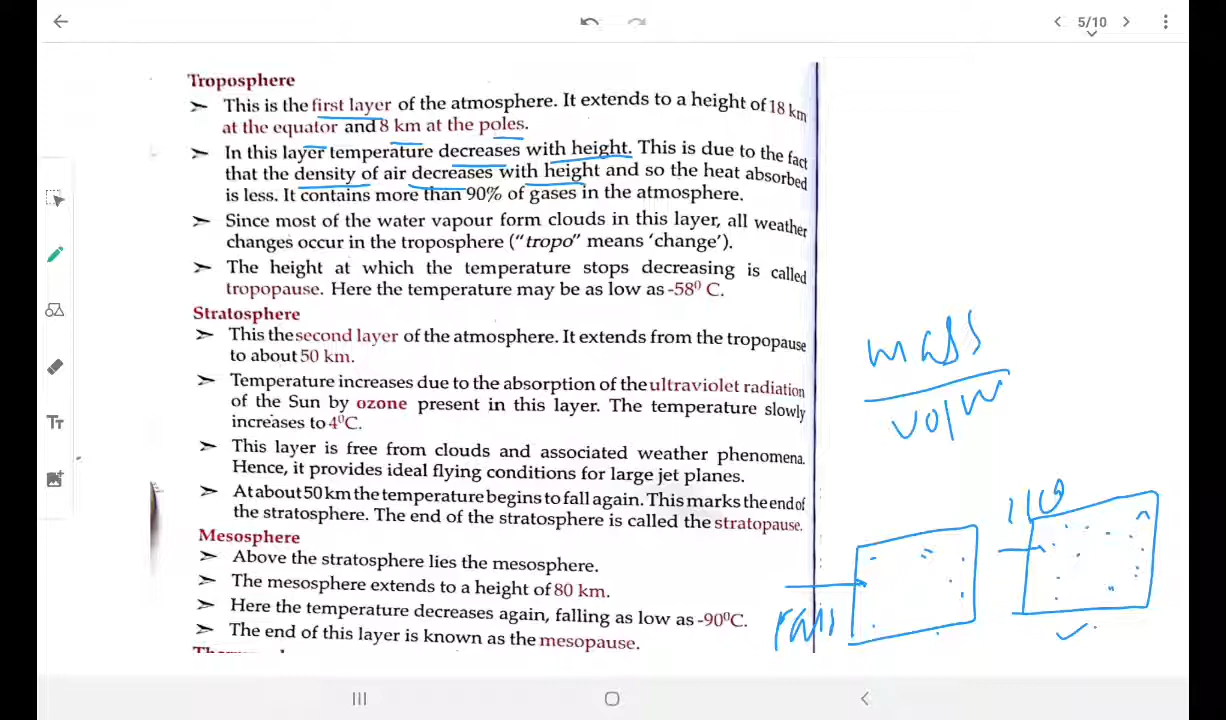 5/10
Troposphere
➤ This is the first layer of the atmosphere. It extends to a height of 18 km
at the equator and 8 km at the poles.
➤ In this layer temperature decreases with height. This is due to the fact
that the density of air decreases with height and so the heat absorbed
is less. It contains more than 90% of gases in the atmosphere.
➤ Since most of the water vapour form clouds in this layer, all weather
changes occur in the troposphere ("tropo" means 'change').
➤ The height at which the temperature stops decreasing is called
tropopause. Here the temperature may be as low as -58⁰ C.
Stratosphere
➤ This the second layer of the atmosphere. It extends from the tropopause
to about 50 km.
➤ Temperature increases due to the absorption of the ultraviolet radiation
of the Sun by ozone present in this layer. The temperature slowly
increases to 4⁰C.
➤ This layer is free from clouds and associated weather phenomena.
Hence, it provides ideal flying conditions for large jet planes.
➤ At about 50 km the temperature begins to fall again. This marks the end of
the stratosphere. The end of the stratosphere is called the stratopause.
Mesosphere
➤ Above the stratosphere lies the mesosphere.
➤ The mesosphere extends to a height of 80 km.
➤ Here the temperature decreases again, falling as low as -90⁰C.
➤ The end of this layer is known as the mesopause.
mass
Tт